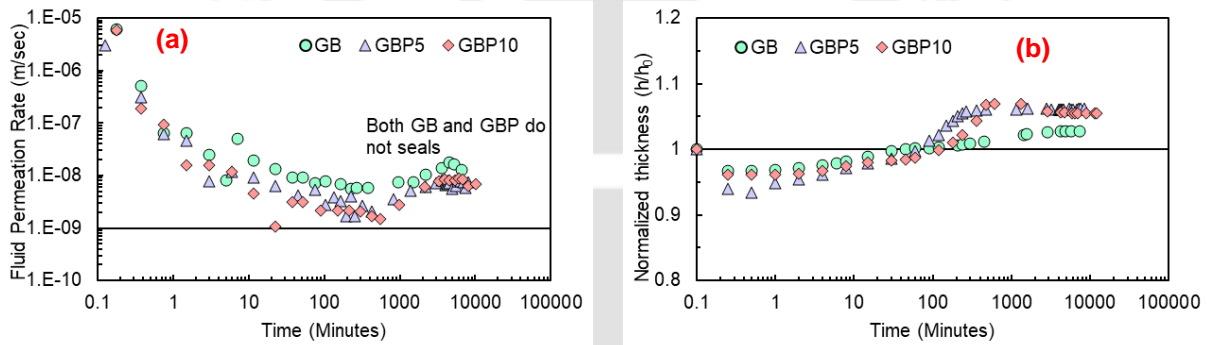 (a)
GB GBP5 GBP10
Both GB and GBP do
not seals
Fluid Permeation Rate (m/sec)
1.E-05
1.E-06
1.E-07
1.E-08
1.E-09
1.E-10
0.1 1 10 100 1000 10000 100000
Time (Minutes)
(b)
GB GBP5 GBP10
Normalized thickness (h/h0)
1.2
1.1
1
0.9
0.8
0.1 1 10 100 1000 10000 100000
Time (Minutes)